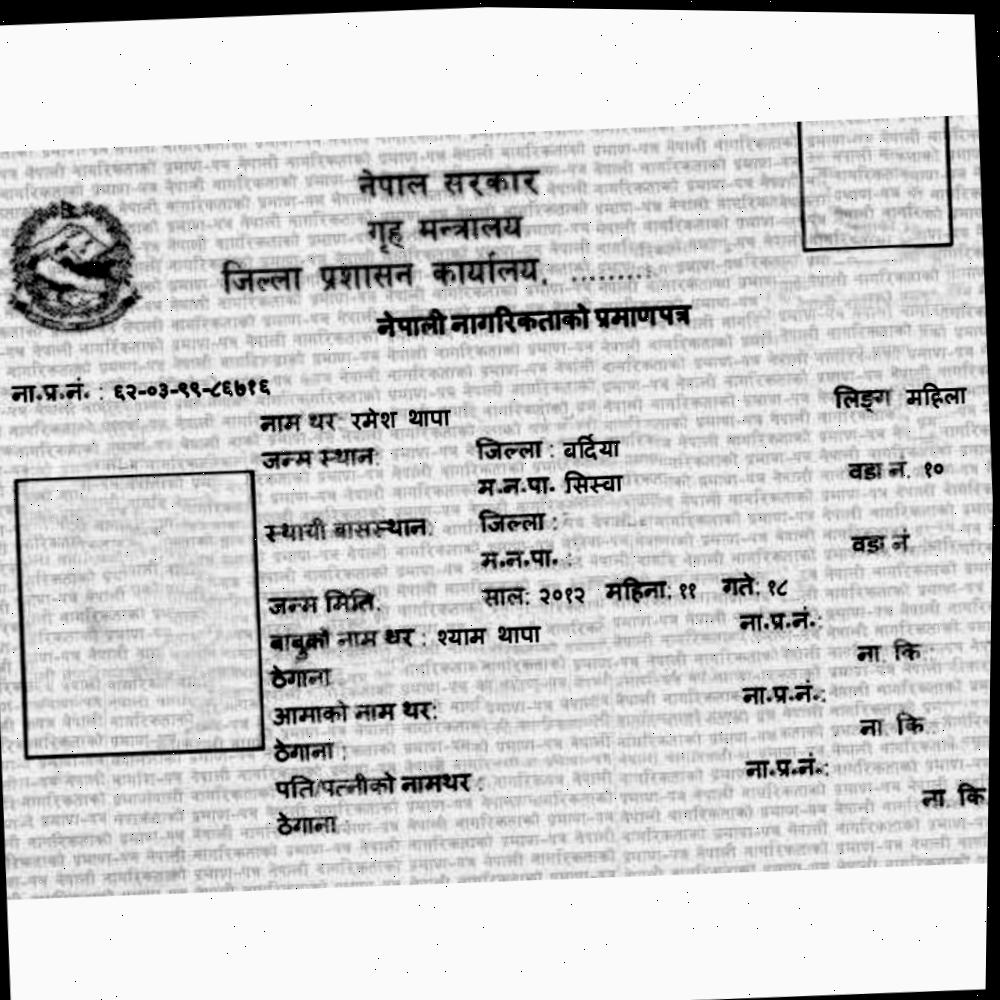 नेपाल सरकार
गृह मन्त्रालय
जिल्ला प्रशासन कार्यालय, .........
नेपाली नागरिकताको प्रमाणपत्र
ना.प्र.नं. : ६२-०३-९९-८६७१६
लिङ्ग महिला
नाम थर: रमेश थापा
जन्म स्थान: जिल्ला : बर्दिया
म.न.पा. सिस्वा वडा नं. १०
स्थायी बासस्थान: जिल्ला :
म.न.पा. : वडा नं
जन्म मिति: साल: २०१२ महिना: ११ गते: १८
बाबुको नाम थर : श्याम थापा ना.प्र.नं.:
ठेगाना ना. कि.:
आमाको नाम थर: ना.प्र.नं.:
ठेगाना : ना. कि.
पति/पत्नीको नामथर : ना.प्र.नं.:
ठेगाना ना. कि